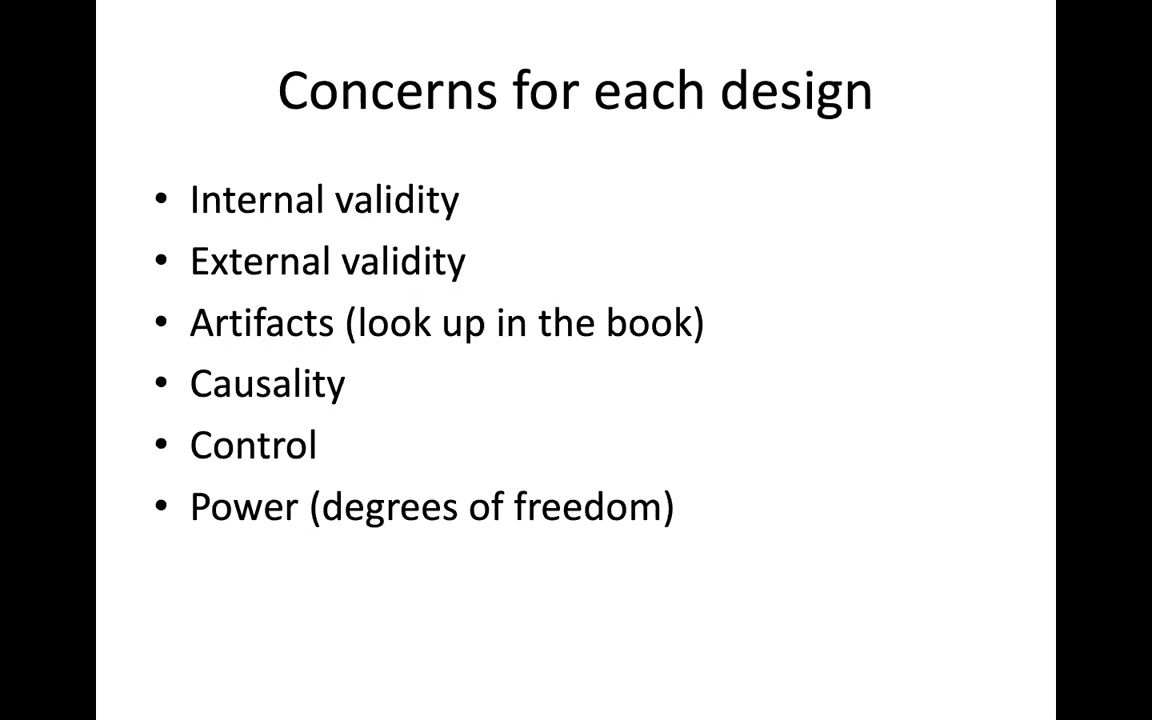 Concerns for each design
• Internal validity
• External validity
• Artifacts (look up in the book)
• Causality
• Control
• Power (degrees of freedom)